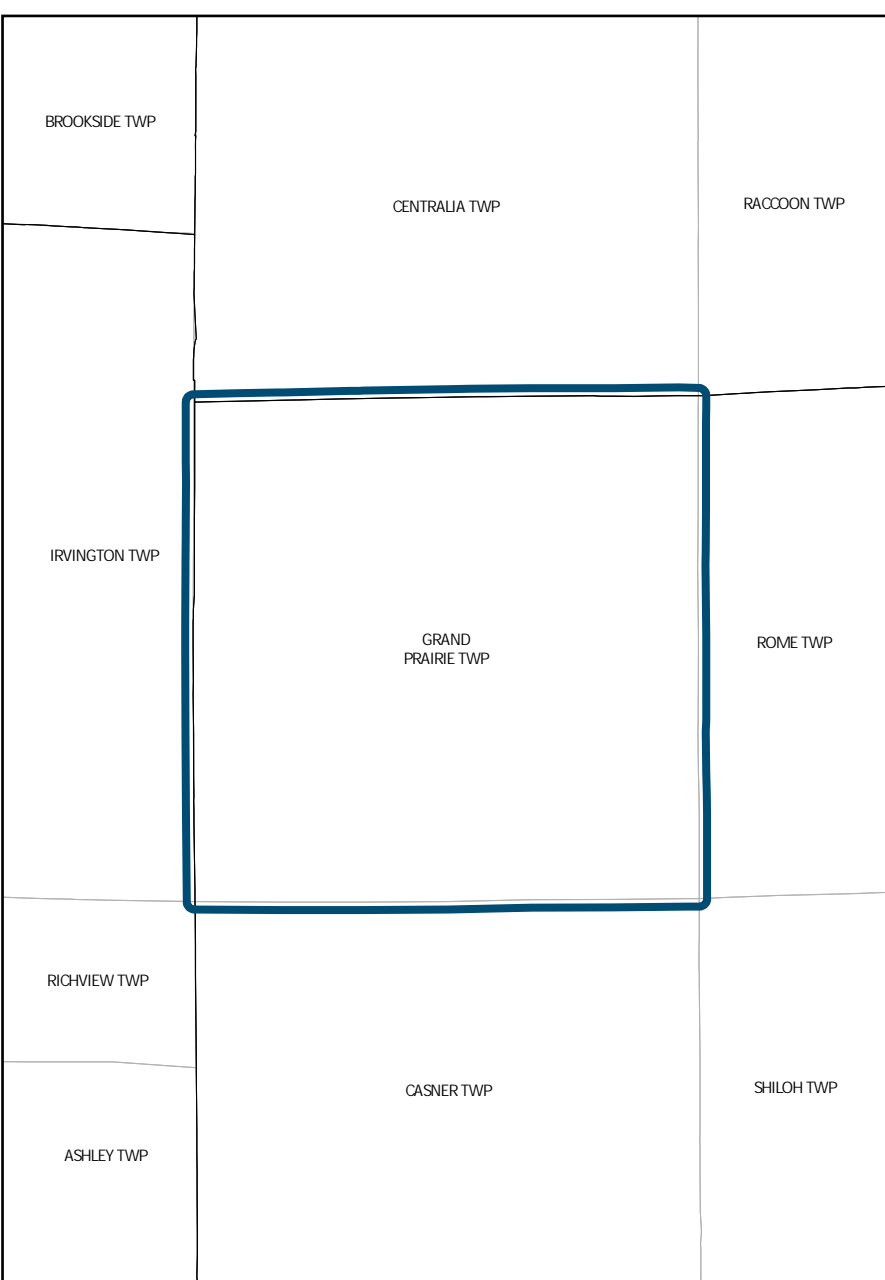 BROOKSIDE TWP
CENTRALIA TWP
RACCOON TWP
IRVINGTON TWP
GRAND
PRAIRIE TWP
ROME TWP
RICHVIEW TWP
CASNER TWP
SHILOH TWP
ASHLEY TWP